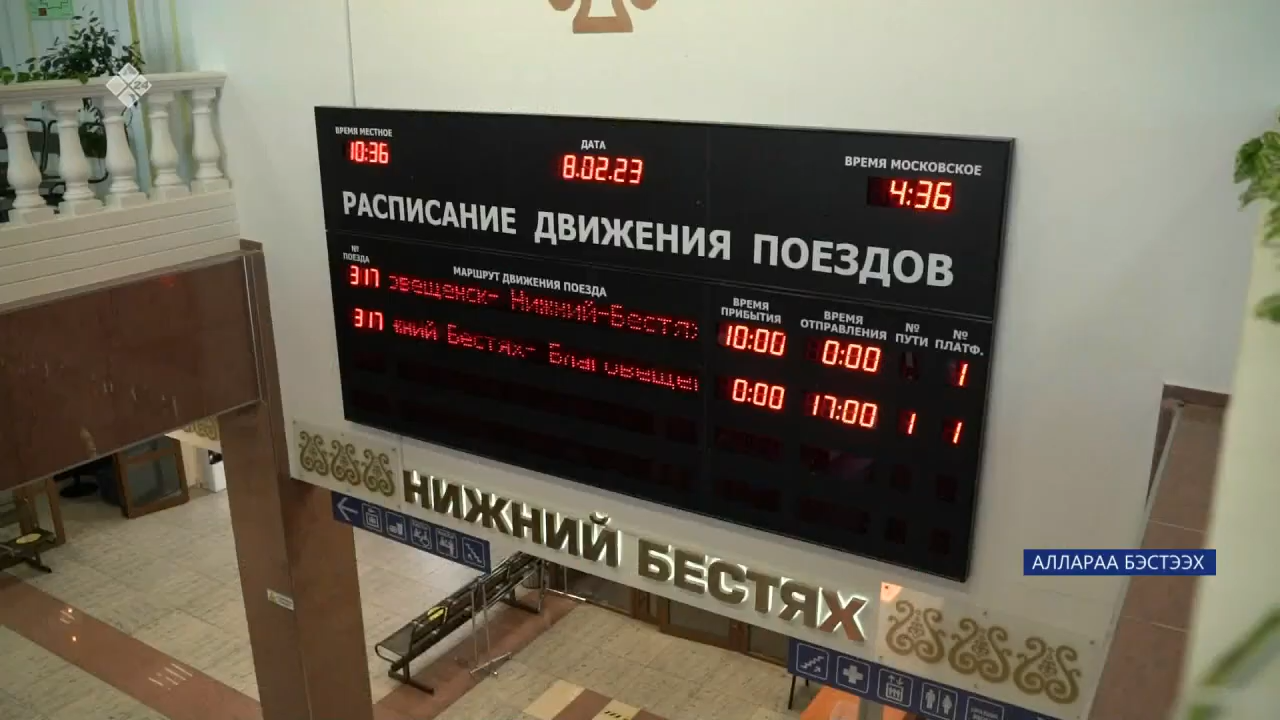 24
ВРЕМЯ МЕСТНОЕ
10:36
ДАТА
8.02.23
ВРЕМЯ МОСКОВСКОЕ
4:36
РАСПИСАНИЕ ДВИЖЕНИЯ ПОЕЗДОВ
№ ПОЕЗДА
МАРШРУТ ДВИЖЕНИЯ ПОЕЗДА
ВРЕМЯ ПРИБЫТИЯ
ВРЕМЯ ОТПРАВЛЕНИЯ
№ ПУТИ
№ ПЛАТФ.
317 овещенск- Нижний-Бестях 10:00 0:00 1
317 жний Бестях- Благовещен 0:00 17:00 1 1
НИЖНИЙ БЕСТЯХ
АЛЛАРАА БЭСТЭЭХ